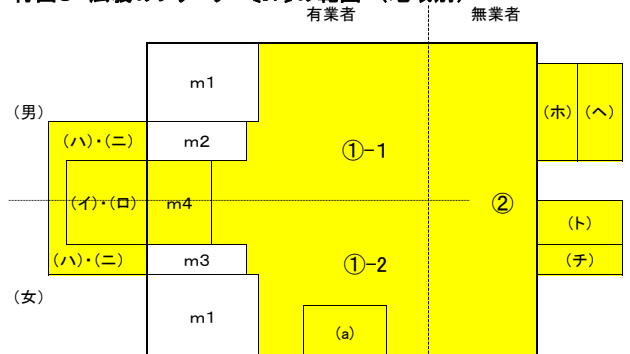 有業者 無業者
m1
(男)
(ホ) (ヘ)
(ハ)・(ニ) m2
①-1
(イ)・(ロ) m4
②
(ト)
(ハ)・(ニ) m3 ①-2 (チ)
(女)
m1
(a)